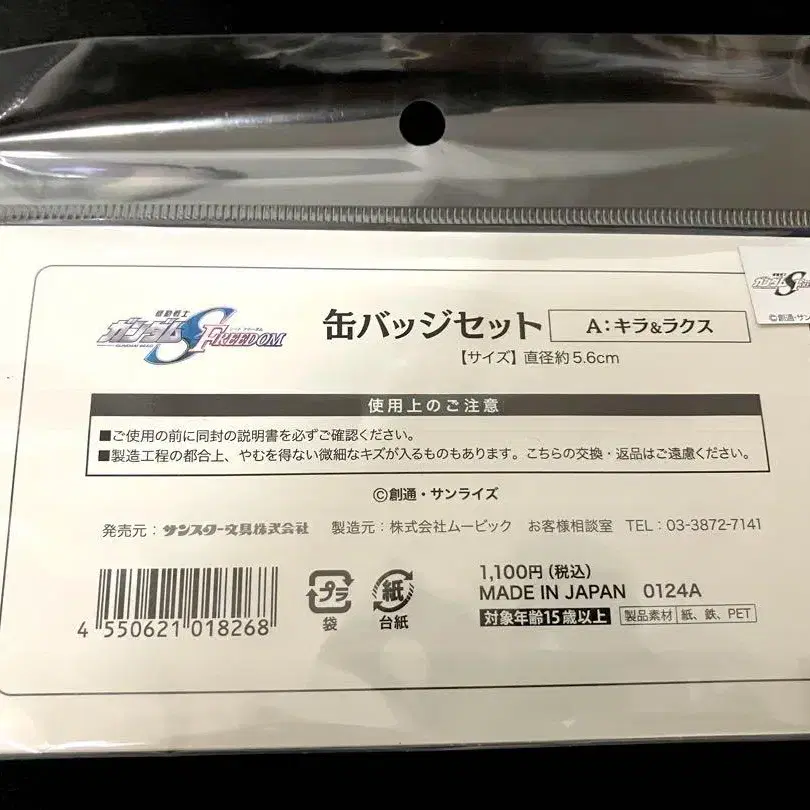 機動戦士
ガンダムSEED FREEDOM
缶バッジセット
A:キラ&ラクス
【サイズ】直径約5.6cm
使用上のご注意
■ご使用の前に同封の説明書を必ずご確認ください。
■製造工程の都合上、やむを得ない微細なキズが入るものもあります。こちらの交換・返品はご遠慮ください。
©創通・サンライズ
発売元:サンスター文具株式会社 製造元:株式会社ムービック お客様相談室 TEL:03-3872-7141
4 550621 018268
プラ
袋
紙
台紙
1,100円(税込)
MADE IN JAPAN 0124A
対象年齢15歳以上
製品素材 紙、鉄、PET
ガンダム
©創通・サン